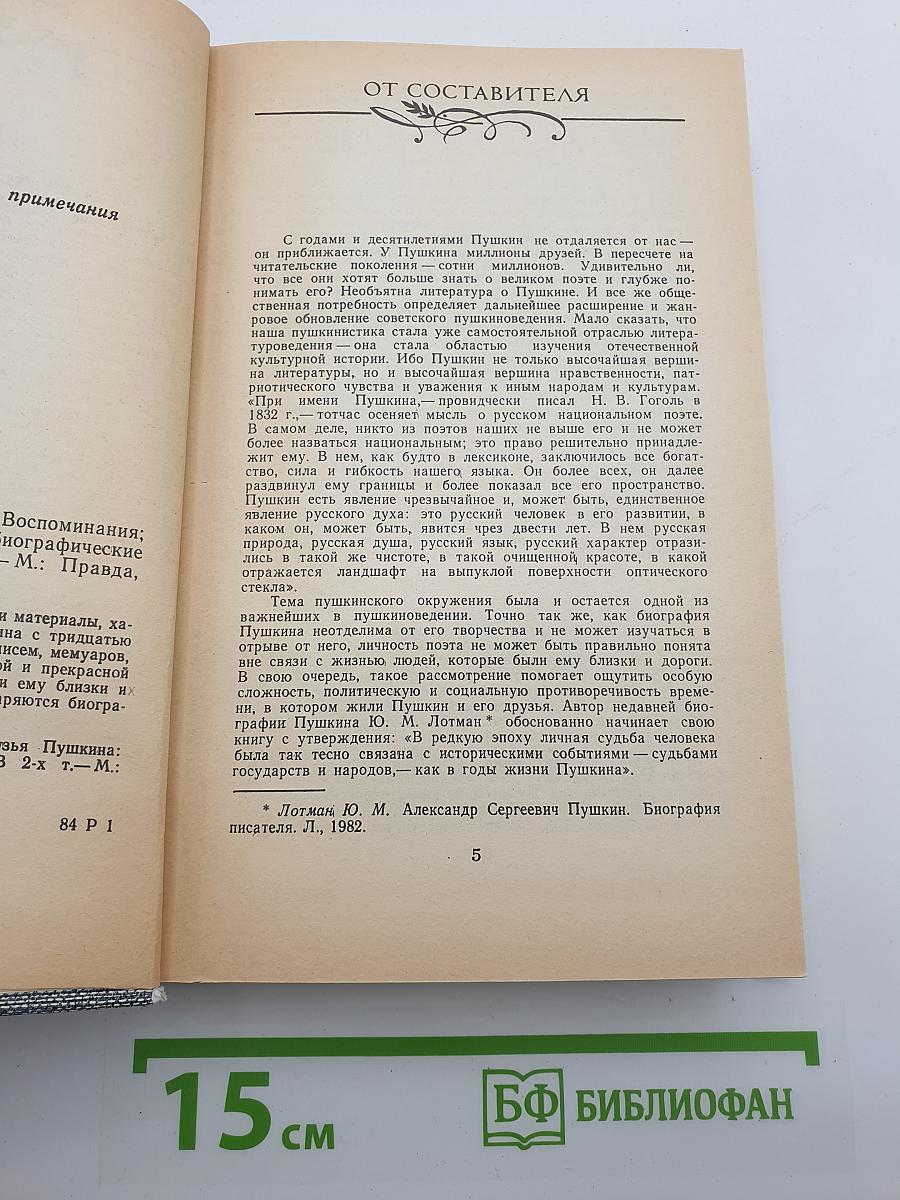 примечания
Воспоминания;
биографические
— М.: Правда,
и материалы, ха-
ина с тридцатью
писем, мемуаров,
ой и прекрасной
и ему близки и
аряются биогра-
узья Пушкина:
В 2-х т.— М.:
84 Р 1
ОТ СОСТАВИТЕЛЯ
С годами и десятилетиями Пушкин не отдаляется от нас —
он приближается. У Пушкина миллионы друзей. В пересчете на
читательские поколения — сотни миллионов. Удивительно ли,
что все они хотят больше знать о великом поэте и глубже по-
нимать его? Необъятна литература о Пушкине. И все же обще-
ственная потребность определяет дальнейшее расширение и жан-
ровое обновление советского пушкиноведения. Мало сказать, что
наша пушкинистика стала уже самостоятельной отраслью литера-
туроведения — она стала областью изучения отечественной
культурной истории. Ибо Пушкин не только высочайшая верши-
на литературы, но и высочайшая вершина нравственности, пат-
риотического чувства и уважения к иным народам и культурам.
«При имени Пушкина,— провидчески писал Н. В. Гоголь в
1832 г.,— тотчас осеняет мысль о русском национальном поэте.
В самом деле, никто из поэтов наших не выше его и не может
более назваться национальным; это право решительно принадле-
жит ему. В нем, как будто в лексиконе, заключилось все богат-
ство, сила и гибкость нашего языка. Он более всех, он далее
раздвинул ему границы и более показал все его пространство.
Пушкин есть явление чрезвычайное и, может быть, единственное
явление русского духа: это русский человек в его развитии, в
каком он, может быть, явится чрез двести лет. В нем русская
природа, русская душа, русский язык, русский характер отрази-
лись в такой же чистоте, в такой очищенной красоте, в какой
отражается ландшафт на выпуклой поверхности оптического
стекла».
Тема пушкинского окружения была и остается одной из
важнейших в пушкиноведении. Точно так же, как биография
Пушкина неотделима от его творчества и не может изучаться в
отрыве от него, личность поэта не может быть правильно понята
вне связи с жизнью людей, которые были ему близки и дороги.
В свою очередь, такое рассмотрение помогает ощутить особую
сложность, политическую и социальную противоречивость време-
ни, в котором жили Пушкин и его друзья. Автор недавней био-
графии Пушкина Ю. М. Лотман * обоснованно начинает свою
книгу с утверждения: «В редкую эпоху личная судьба человека
была так тесно связана с историческими событиями — судьбами
государств и народов,— как в годы жизни Пушкина».
* Лотман Ю. М. Александр Сергеевич Пушкин. Биография
писателя. Л., 1982.
5
15 см
БФ БИБЛИОФАН